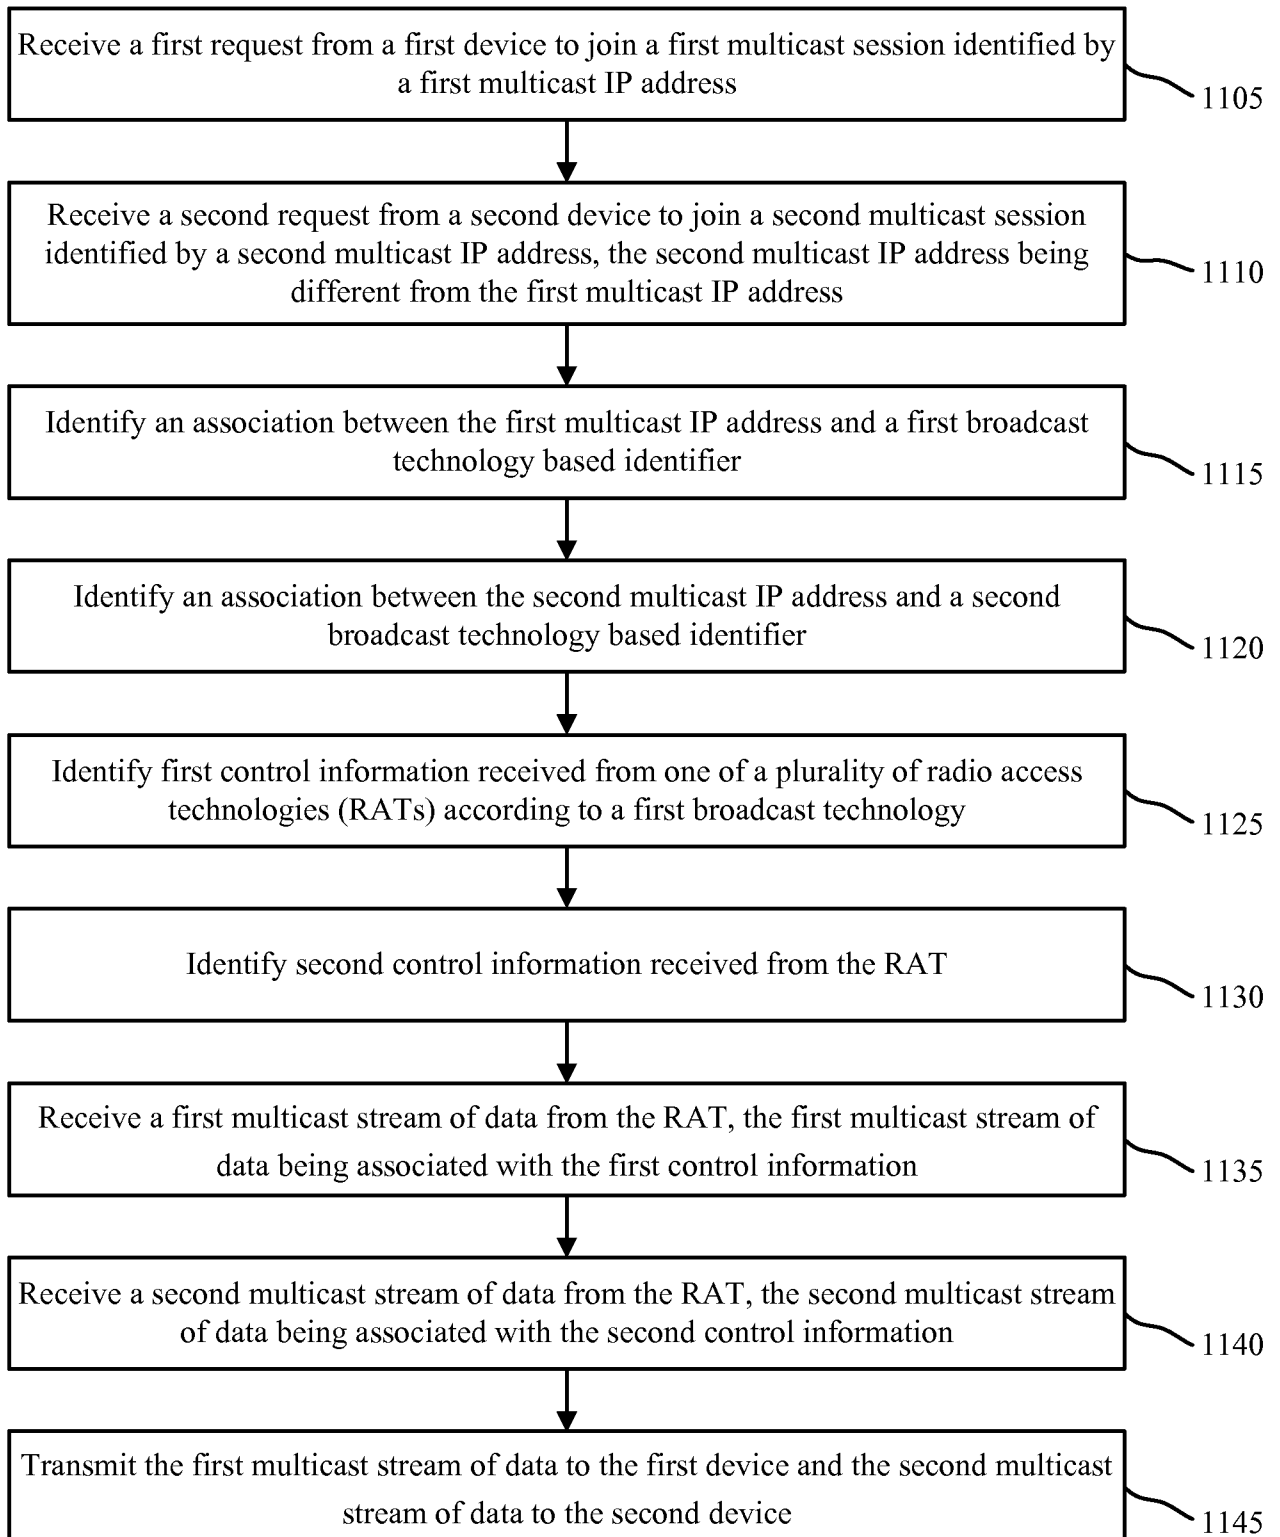 Receive a first request from a first device to join a first multicast session identified by
a first multicast IP address
1105
Receive a second request from a second device to join a second multicast session
identified by a second multicast IP address, the second multicast IP address being
different from the first multicast IP address
1110
Identify an association between the first multicast IP address and a first broadcast
technology based identifier
1115
Identify an association between the second multicast IP address and a second
broadcast technology based identifier
1120
Identify first control information received from one of a plurality of radio access
technologies (RATs) according to a first broadcast technology
1125
Identify second control information received from the RAT
1130
Receive a first multicast stream of data from the RAT, the first multicast stream of
data being associated with the first control information
1135
Receive a second multicast stream of data from the RAT, the second multicast stream
of data being associated with the second control information
1140
Transmit the first multicast stream of data to the first device and the second multicast
stream of data to the second device
1145